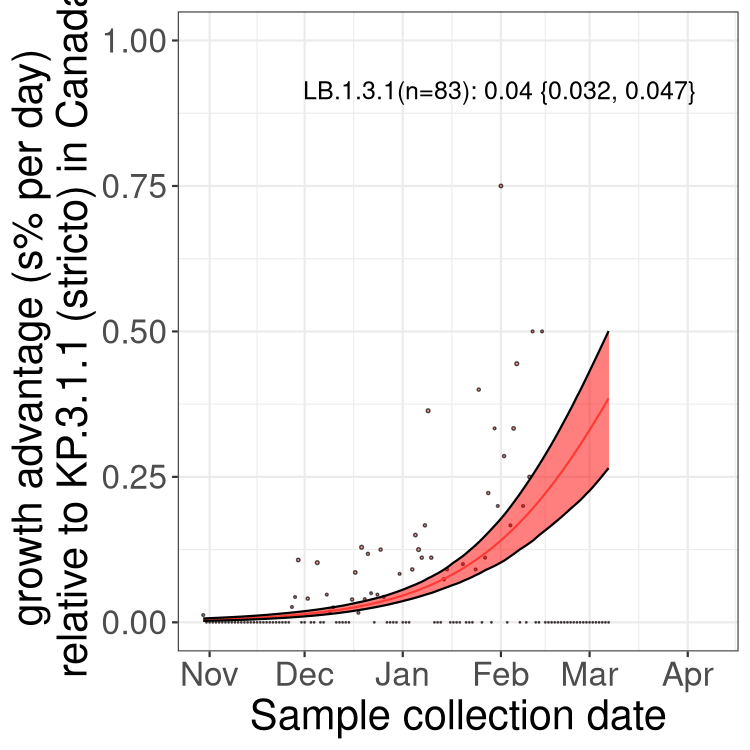 growth advantage (s% per day)
relative to KP.3.1.1 (stricto) in Canada
1.00
0.75
0.50
0.25
0.00
LB.1.3.1(n=83): 0.04 {0.032, 0.047}
Nov Dec Jan Feb Mar Apr
Sample collection date